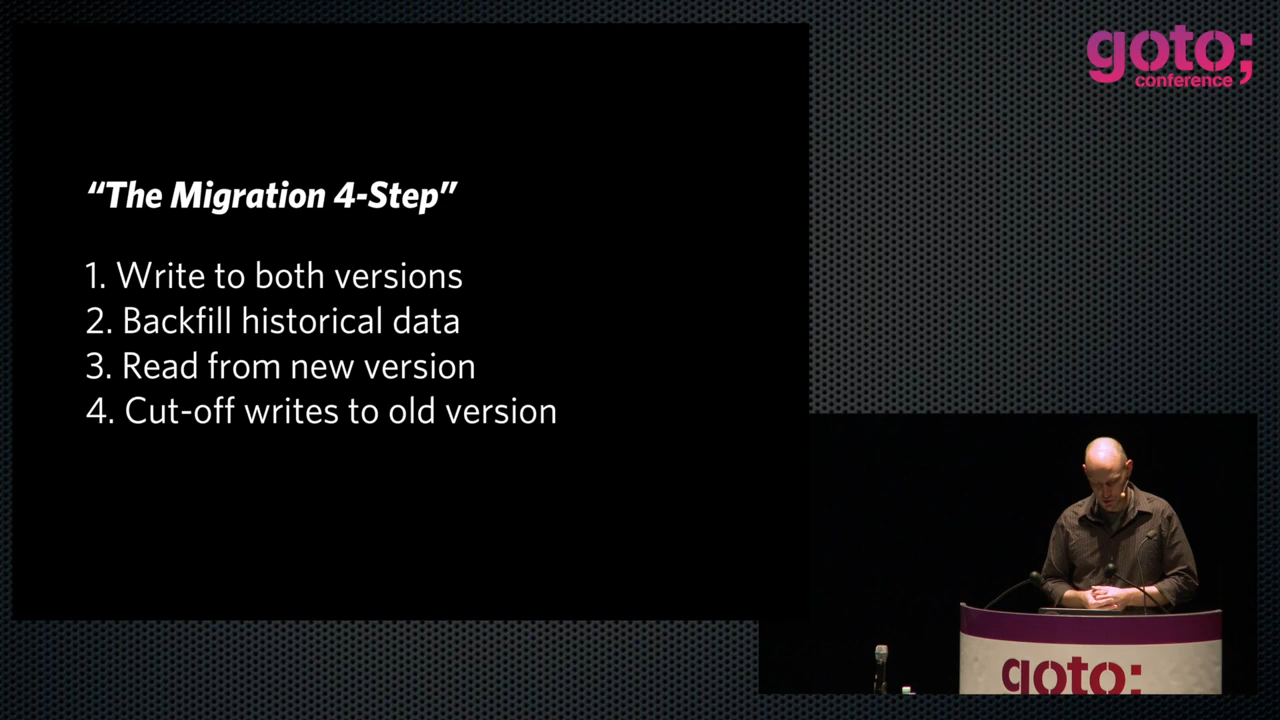 goto;
conference
“The Migration 4-Step”
1. Write to both versions
2. Backfill historical data
3. Read from new version
4. Cut-off writes to old version
goto: